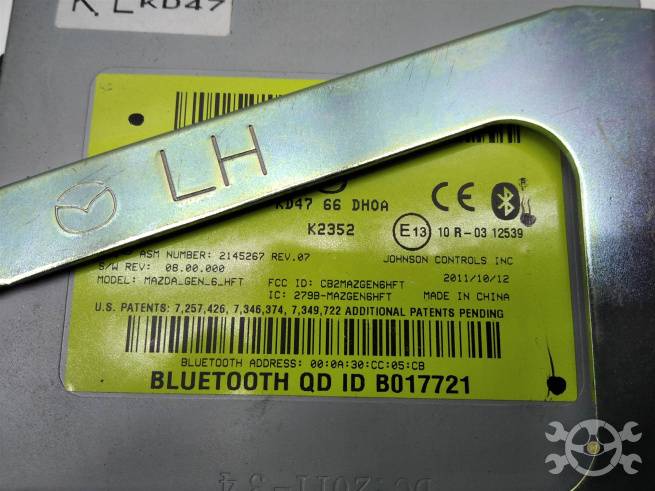 K LKD47
LH
KD47 66 DH0A
K2352
E13 10 R-03 12539
ASM NUMBER: 2145267 REV.07
JOHNSON CONTROLS INC
S/W REV: 08.00.000
2011/10/12
MODEL: MAZDA_GEN_6_HFT
FCC ID: CB2MAZGEN6HFT
IC: 279B-MAZGEN6HFT
MADE IN CHINA
U.S. PATENTS: 7,257,426, 7,346,374, 7,349,722 ADDITIONAL PATENTS PENDING
BLUETOOTH ADDRESS: 00:0A:30:CC:05:CB
BLUETOOTH QD ID B017721